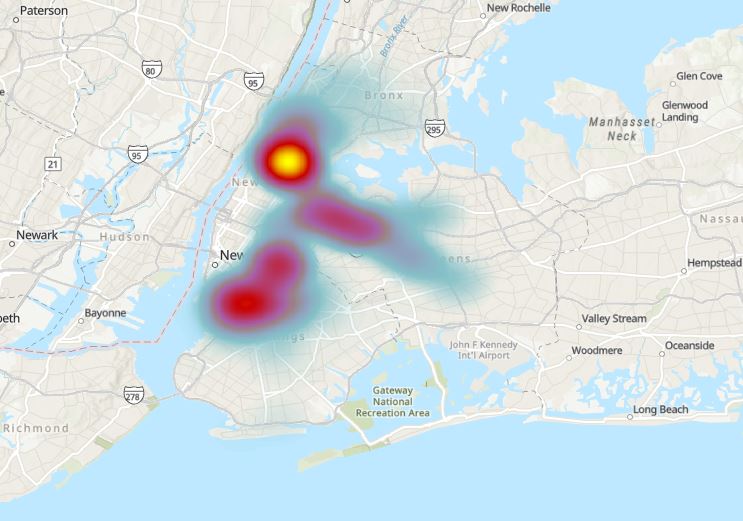 Paterson
New Rochelle
Bronx River
80
95
Glen Cove
Bronx
Glenwood
Landing
295
Manhasset
Neck
95
21
New
Nassau
Hudson
Newark
New
ens
Hempstead
Bayonne
beth
Valley Stream
ngs
John F Kennedy
Int'l Airport
Oceanside
Woodmere
278
Gateway
National
Recreation Area
Long Beach
Richmond